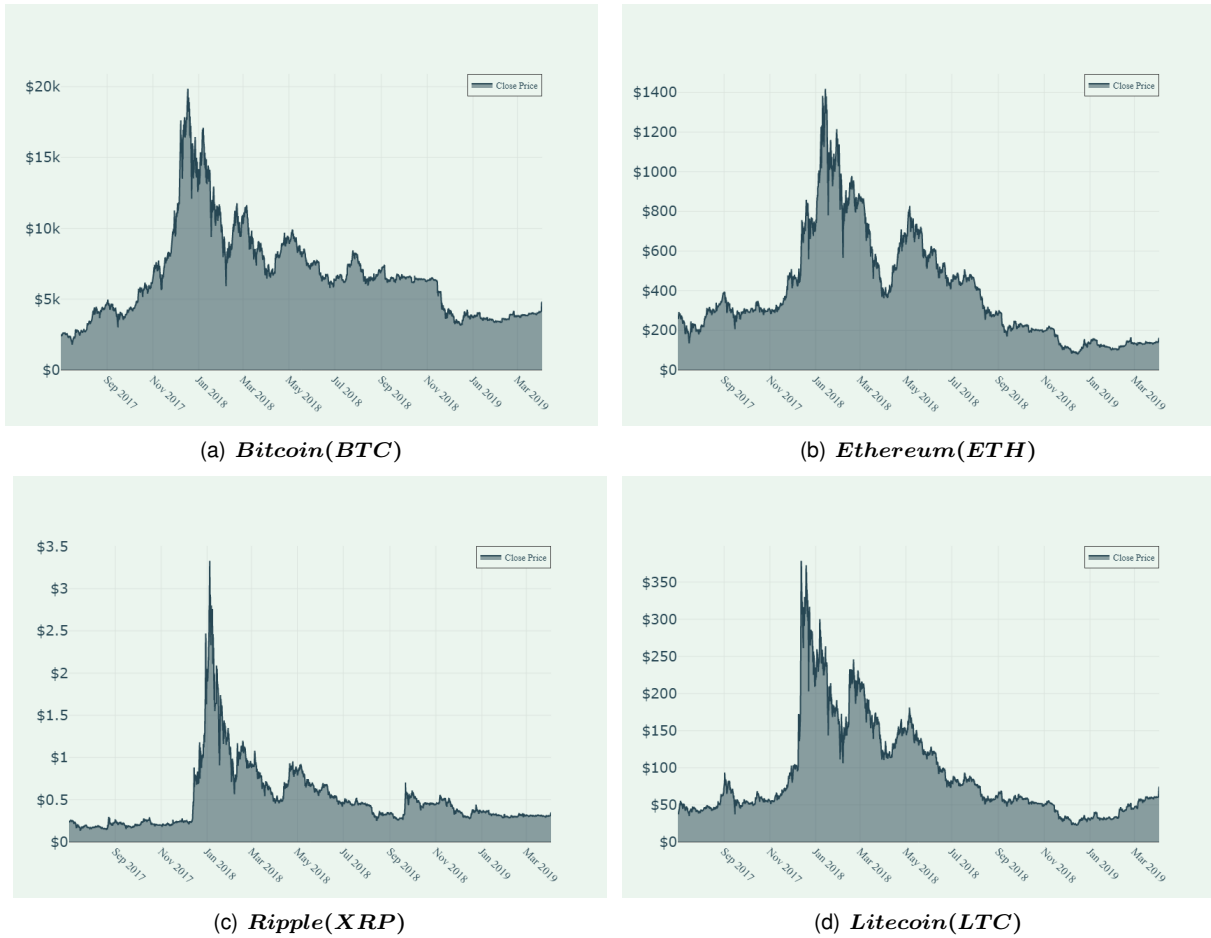 Close Price
$20k
$15k
$10k
$5k
$0
Sep 2017
Nov 2017
Jan 2018
Mar 2018
May 2018
Jul 2018
Sep 2018
Nov 2018
Jan 2019
Mar 2019
(a) Bitcoin(BTC)
Close Price
$1400
$1200
$1000
$800
$600
$400
$200
$0
Sep 2017
Nov 2017
Jan 2018
Mar 2018
May 2018
Jul 2018
Sep 2018
Nov 2018
Jan 2019
Mar 2019
(b) Ethereum(ETH)
Close Price
$3.5
$3
$2.5
$2
$1.5
$1
$0.5
$0
Sep 2017
Nov 2017
Jan 2018
Mar 2018
May 2018
Jul 2018
Sep 2018
Nov 2018
Jan 2019
Mar 2019
(c) Ripple(XRP)
Close Price
$350
$300
$250
$200
$150
$100
$50
$0
Sep 2017
Nov 2017
Jan 2018
Mar 2018
May 2018
Jul 2018
Sep 2018
Nov 2018
Jan 2019
Mar 2019
(d) Litecoin(LTC)